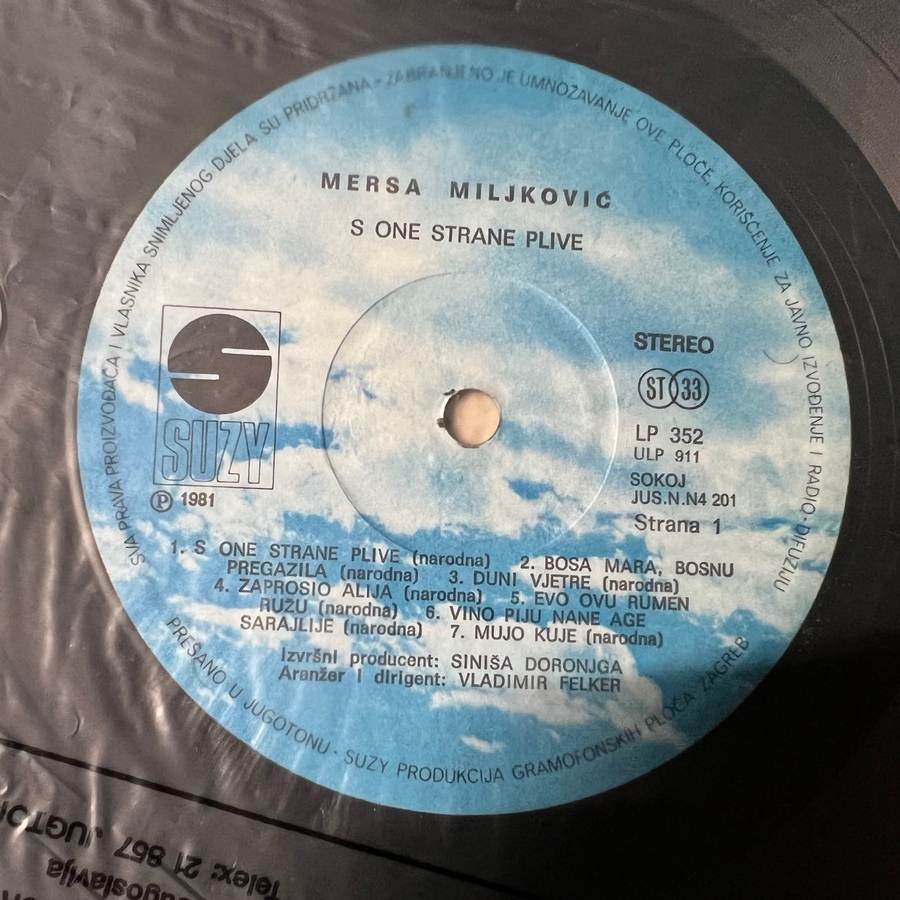 SVA PRAVA PROIZVOĐAČA I VLASNIKA SNIMLJENOG DJELA SU PRIDRŽANA - ZABRANJENO JE UMNOŽAVANJE OVE PLOČE, KORIŠĆENJE ZA JAVNO IZVOĐENJE I RADIO-DIFUZIJU
MERSA MILJKOVIĆ
S ONE STRANE PLIVE
SUZY
Ⓟ 1981
STEREO
ST 33
LP 352
ULP 911
SOKOJ
JUS.N.N4 201
Strana 1
1. S ONE STRANE PLIVE (narodna) 2. BOSA MARA, BOSNU
PREGAZILA (narodna) 3. DUNI VJETRE (narodna)
4. ZAPROSIO ALIJA (narodna) 5. EVO OVU RUMEN
RUŽU (narodna) 6. VINO PIJU NANE AGE
SARAJLIJE (narodna) 7. MUJO KUJE (narodna)
Izvršni producent: SINIŠA DORONJGA
Aranžer i dirigent: VLADIMIR FELKER
PREŠANO U JUGOTONU · SUZY PRODUKCIJA GRAMOFONSKIH PLOČA ZAGREB
Telex: 21 867